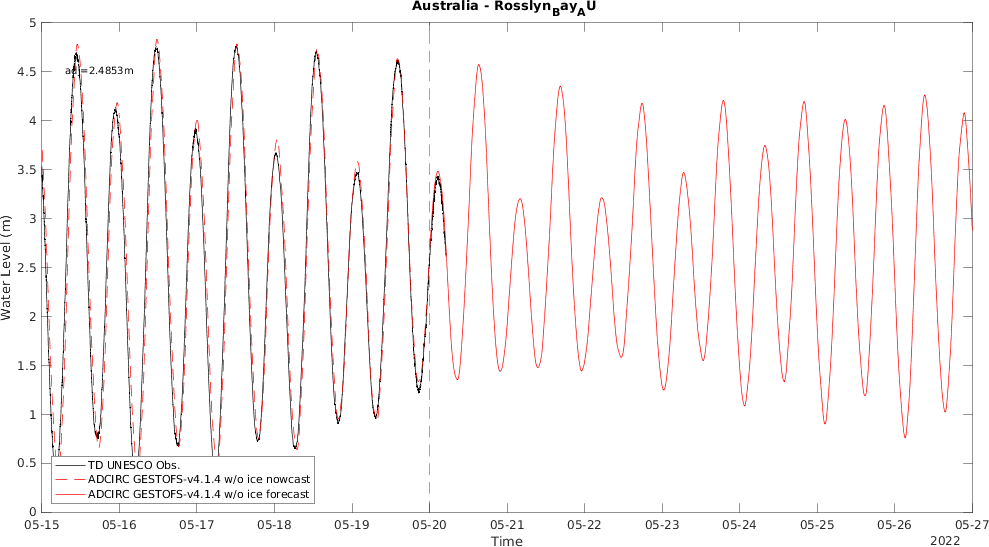 Australia - Rosslyn_Bay_AU
5
4.5
4
3.5
3
2.5
2
1.5
1
0.5
0
Water Level (m)
=2.4853m
TD UNESCO Obs.
ADCIRC GESTOFS-v4.1.4 w/o ice nowcast
ADCIRC GESTOFS-v4.1.4 w/o ice forecast
05-15 05-16 05-17 05-18 05-19 05-20 05-21 05-22 05-23 05-24 05-25 05-26 05-27
Time
2022